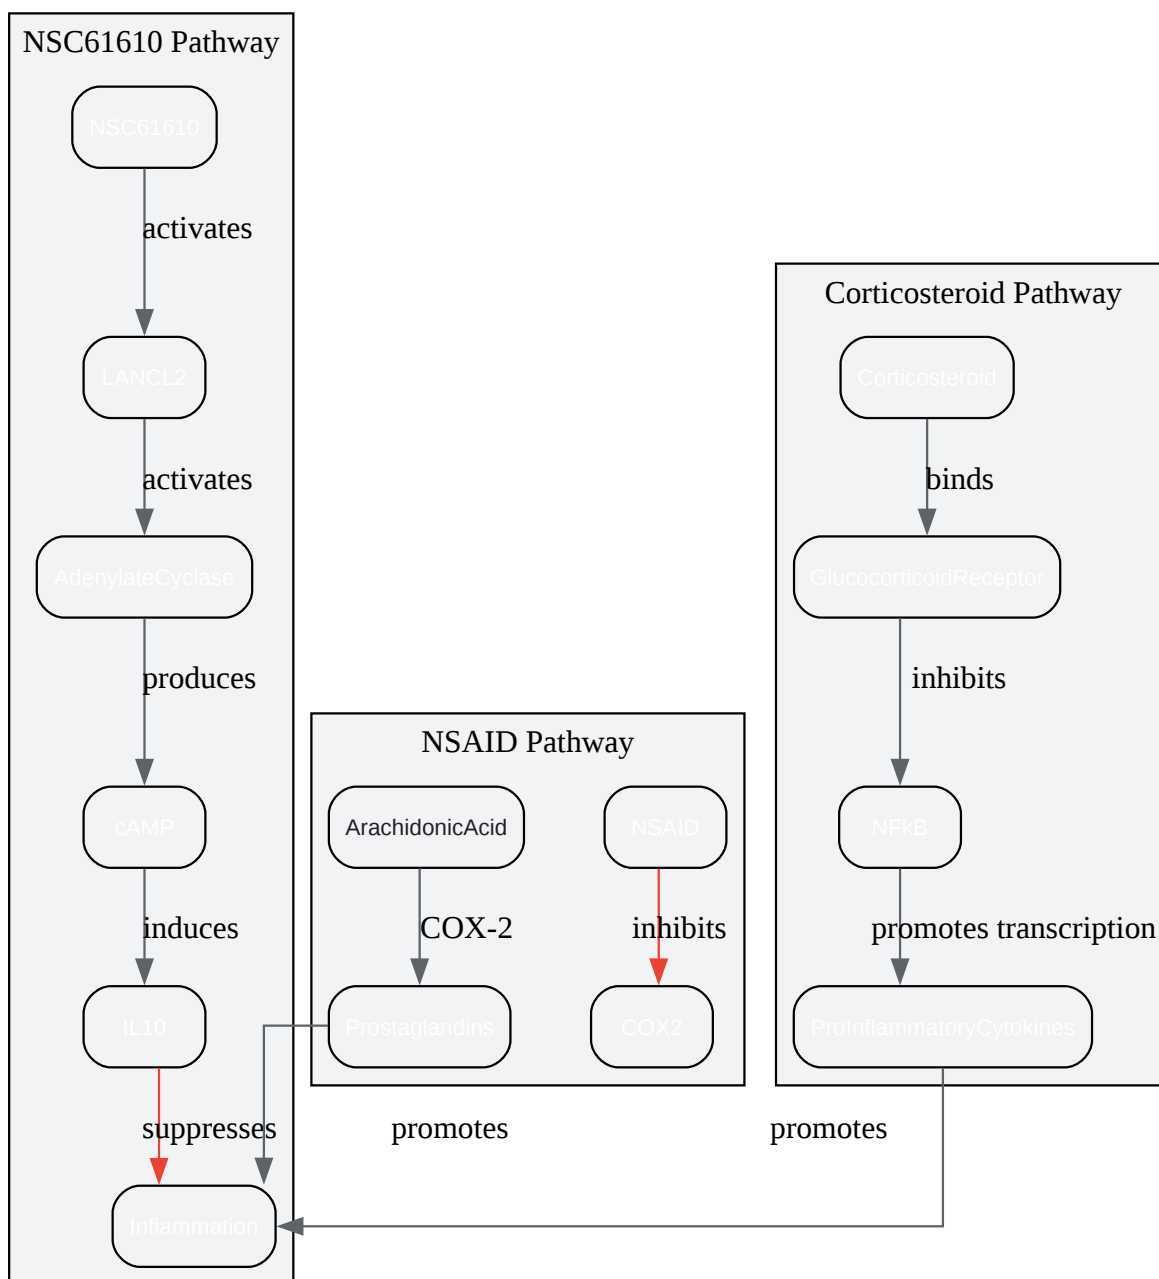 NSC61610 Pathway
NSC61610
activates
LANCL2
activates
AdenylateCyclase
produces
cAMP
induces
IL10
suppresses
Inflammation
NSAID Pathway
ArachidonicAcid
COX-2
Prostaglandins
promotes
NSAID
inhibits
COX2
Corticosteroid Pathway
Corticosteroid
binds
GlucocorticoidReceptor
inhibits
NFkB
promotes transcription
ProInflammatoryCytokines
promotes